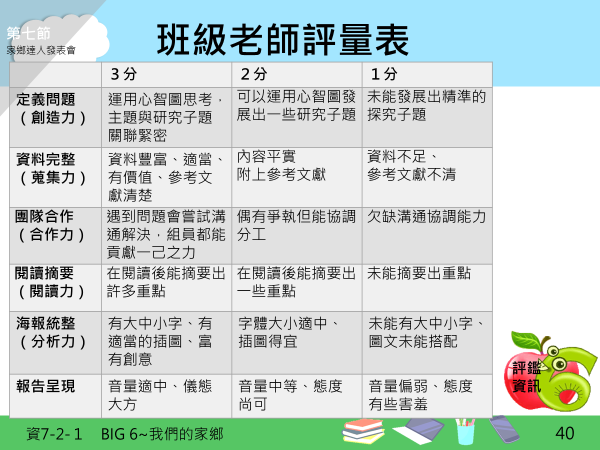 第七節
家鄉達人發表會
班級老師評量表
3分 2分 1分
定義問題
（創造力）
運用心智圖思考，
主題與研究子題
關聯緊密
可以運用心智圖發
展出一些研究子題
未能發展出精準的
探究子題
資料完整
（蒐集力）
資料豐富、適當、
有價值、參考文
獻清楚
內容平實
附上參考文獻
資料不足、
參考文獻不清
團隊合作
（合作力）
遇到問題會嘗試溝
通解決，組員都能
貢獻一己之力
偶有爭執但能協調
分工
欠缺溝通協調能力
閱讀摘要
（閱讀力）
在閱讀後能摘要出
許多重點
在閱讀後能摘要出
一些重點
未能摘要出重點
海報統整
（分析力）
有大中小字、有
適當的插圖、富
有創意
字體大小適中、
插圖得宜
未能有大中小字、
圖文未能搭配
報告呈現
音量適中、儀態
大方
音量中等、態度
尚可
音量偏弱、態度
有些害羞
評鑑
資訊
6
資7-2-1 BIG 6~我們的家鄉
40